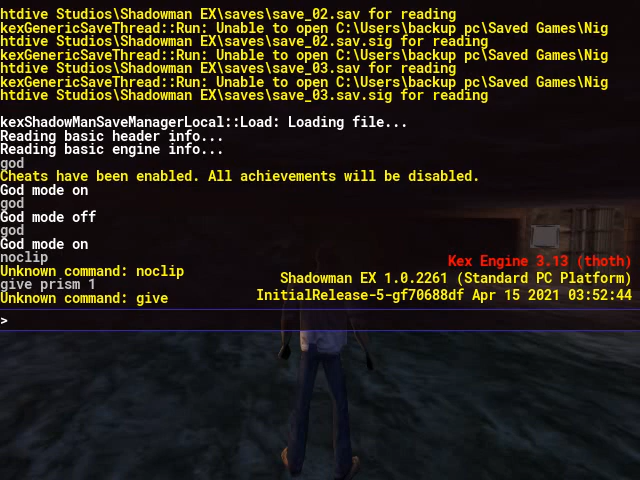 htdive Studios\Shadowman EX\saves\save_02.sav for reading
kexGenericSaveThread::Run: Unable to open C:\Users\backup pc\Saved Games\Nig
htdive Studios\Shadowman EX\saves\save_02.sav.sig for reading
kexGenericSaveThread::Run: Unable to open C:\Users\backup pc\Saved Games\Nig
htdive Studios\Shadowman EX\saves\save_03.sav for reading
kexGenericSaveThread::Run: Unable to open C:\Users\backup pc\Saved Games\Nig
htdive Studios\Shadowman EX\saves\save_03.sav.sig for reading
kexShadowManSaveManagerLocal::Load: Loading file...
Reading basic header info...
Reading basic engine info...
god
Cheats have been enabled. All achievements will be disabled.
God mode on
god
God mode off
god
God mode on
noclip
Unknown command: noclip
give prism 1
Unknown command: give
Kex Engine 3.13 (thoth)
Shadowman EX 1.0.2261 (Standard PC Platform)
InitialRelease-5-gf70688df Apr 15 2021 03:52:44
>